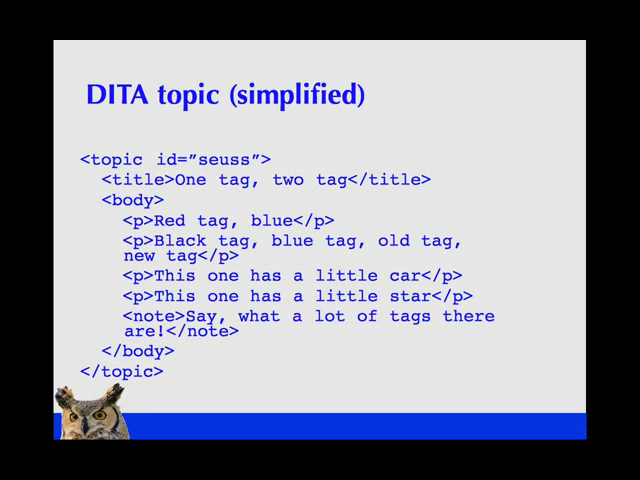 DITA topic (simplified)
<topic id=”seuss”>
<title>One tag, two tag</title>
<body>
<p>Red tag, blue</p>
<p>Black tag, blue tag, old tag,
new tag</p>
<p>This one has a little car</p>
<p>This one has a little star</p>
<note>Say, what a lot of tags there
are!</note>
</body>
</topic>